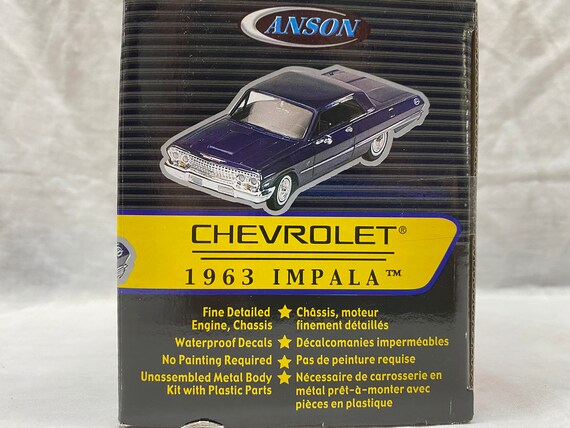 ANSON
CHEVROLET®
1963 IMPALA™
Fine Detailed
Engine, Chassis
Waterproof Decals
No Painting Required
Unassembled Metal Body
Kit with Plastic Parts
Châssis, moteur
finement détaillés
Décalcomanies imperméables
Pas de peinture requise
Nécessaire de carrosserie en
métal prêt-à-monter avec
pièces en plastique